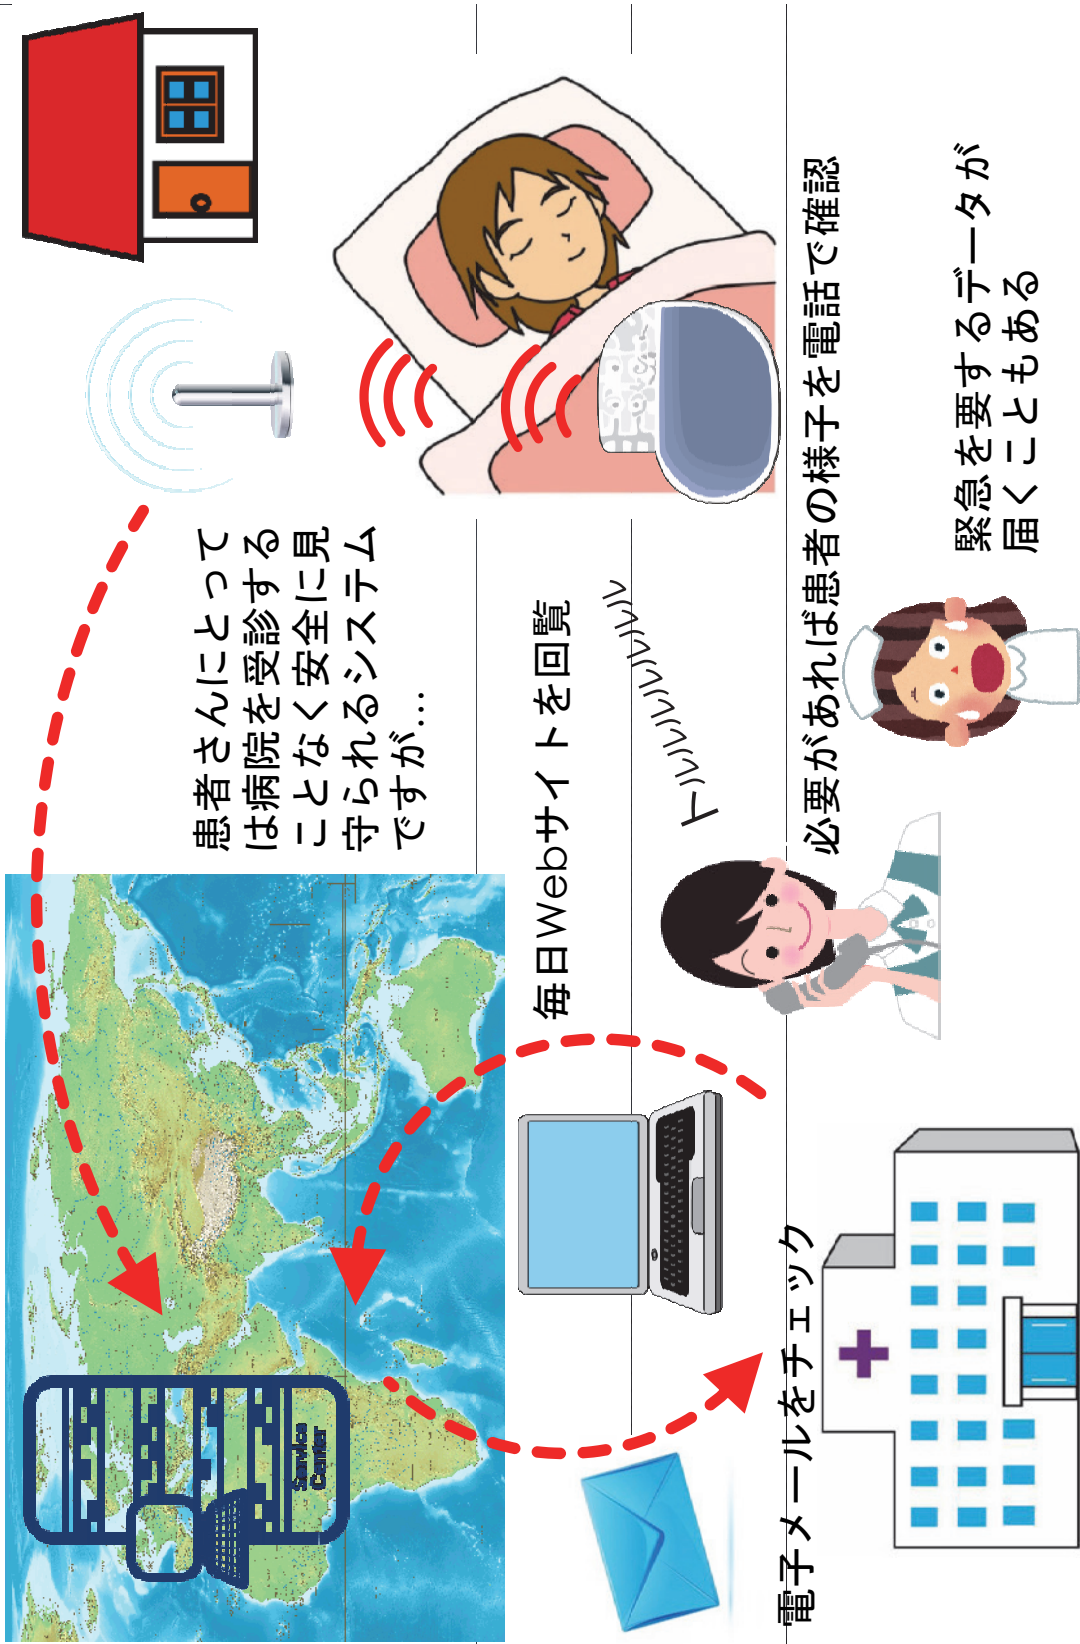 患者さんにとって
は病院を受診する
ことなく安全に見
守られるシステム
ですが…
毎日Webサイトを回覧
トルルルルルルルル
必要があれば患者の様子を電話で確認
緊急を要するデータが
届くこともある
電子メールをチェック
Service
Center